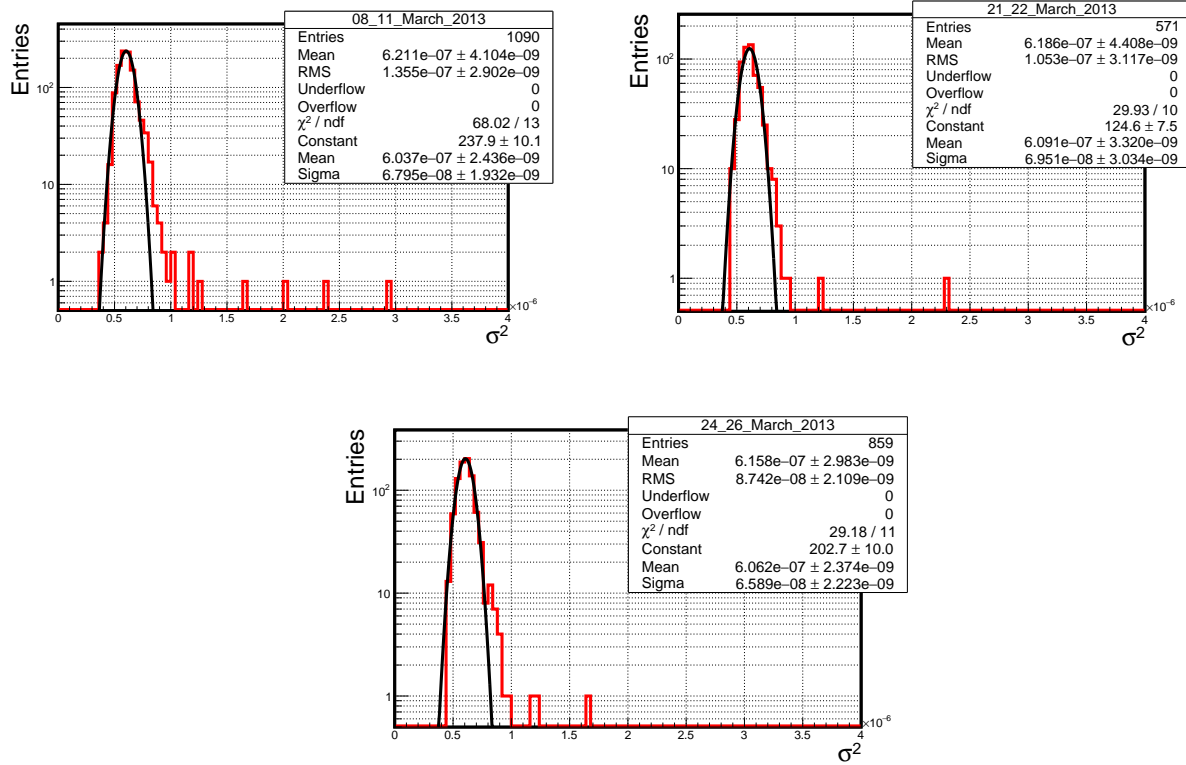 08_11_March_2013
Entries 1090
Mean 6.211e−07 ± 4.104e−09
RMS 1.355e−07 ± 2.902e−09
Underflow 0
Overflow 0
χ² / ndf 68.02 / 13
Constant 237.9 ± 10.1
Mean 6.037e−07 ± 2.436e−09
Sigma 6.795e−08 ± 1.932e−09
Entries
10²
10
1
0 0.5 1 1.5 2 2.5 3 3.5 4
×10⁻⁶
σ²
21_22_March_2013
Entries 571
Mean 6.186e−07 ± 4.408e−09
RMS 1.053e−07 ± 3.117e−09
Underflow 0
Overflow 0
χ² / ndf 29.93 / 10
Constant 124.6 ± 7.5
Mean 6.091e−07 ± 3.320e−09
Sigma 6.951e−08 ± 3.034e−09
Entries
10²
10
1
0 0.5 1 1.5 2 2.5 3 3.5 4
×10⁻⁶
σ²
24_26_March_2013
Entries 859
Mean 6.158e−07 ± 2.983e−09
RMS 8.742e−08 ± 2.109e−09
Underflow 0
Overflow 0
χ² / ndf 29.18 / 11
Constant 202.7 ± 10.0
Mean 6.062e−07 ± 2.374e−09
Sigma 6.589e−08 ± 2.223e−09
Entries
10²
10
1
0 0.5 1 1.5 2 2.5 3 3.5 4
×10⁻⁶
σ²